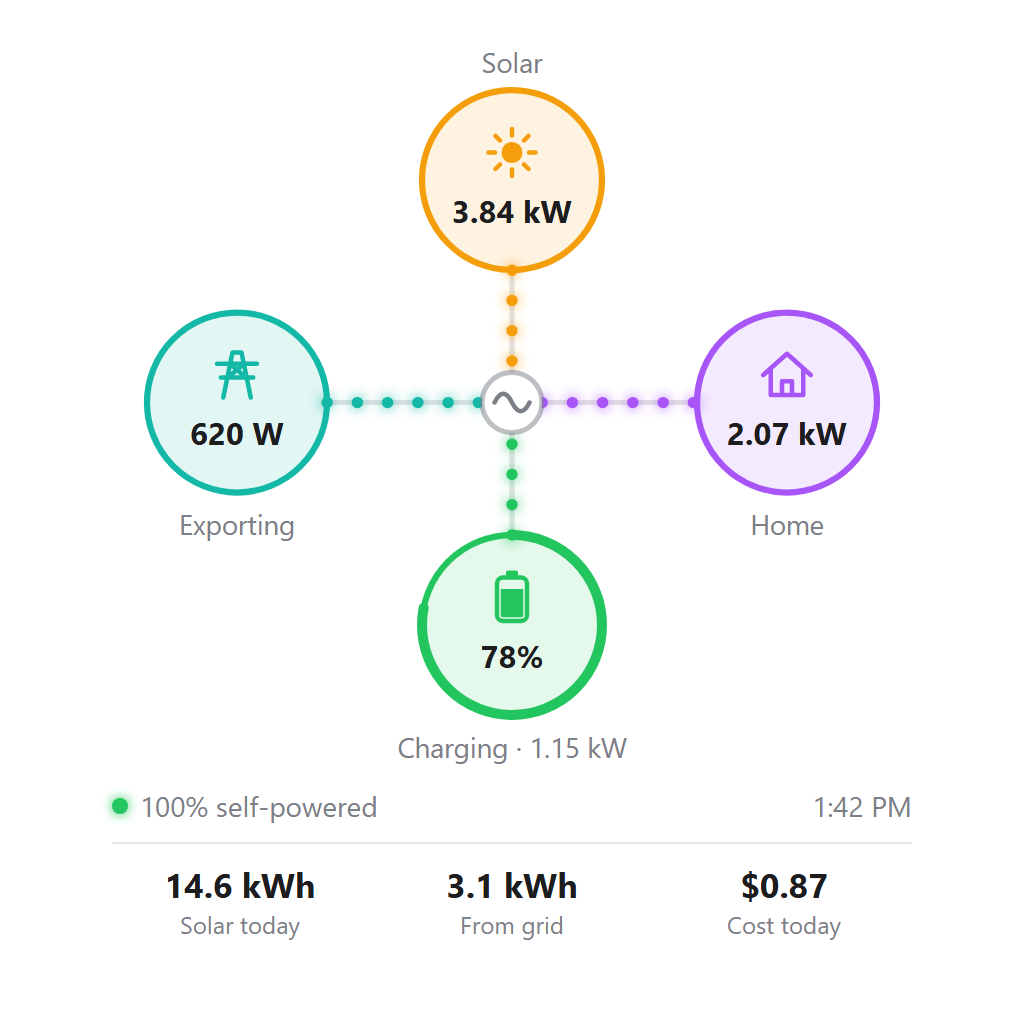 Solar
3.84 kW
620 W
2.07 kW
Exporting
Home
78%
Charging · 1.15 kW
100% self-powered
1:42 PM
14.6 kWh
3.1 kWh
$0.87
Solar today
From grid
Cost today